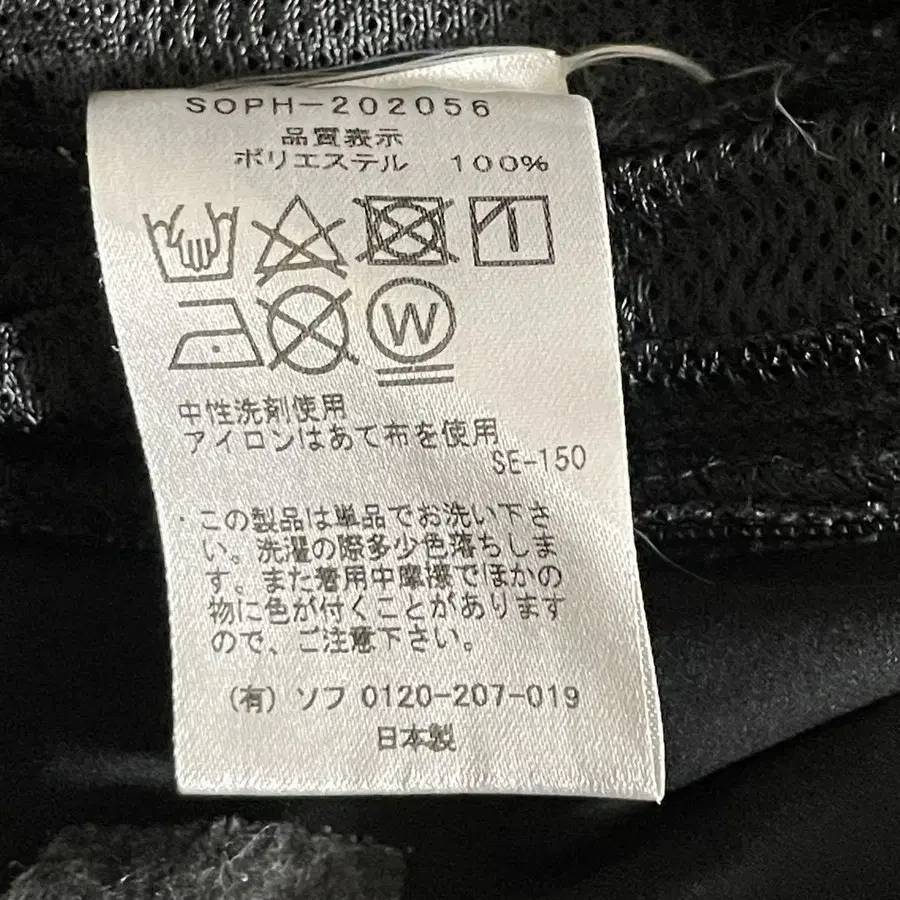 SOPH-202056
品質表示
ポリエステル 100%
W
中性洗剤使用
アイロンはあて布を使用
SE-150
・この製品は単品でお洗い下さ
い。洗濯の際多少色落ちしま
す。また着用中摩擦でほかの
物に色が付くことがあります
ので、ご注意下さい。
(有) ソフ 0120-207-019
日本製